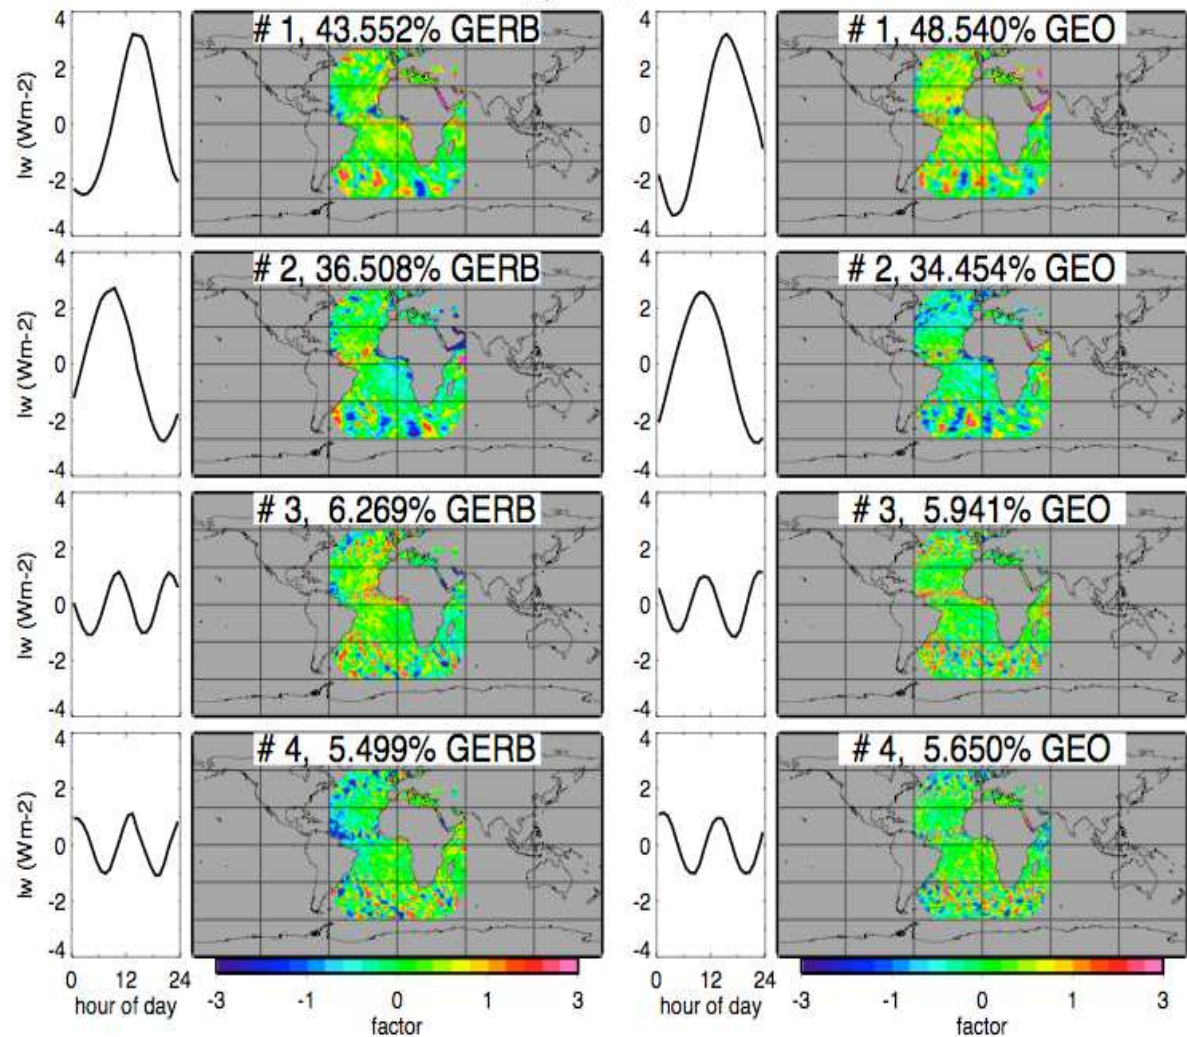 # 1, 43.552% GERB
# 1, 48.540% GEO
4
2
0
-2
-4
lw (Wm-2)
4
2
0
-2
-4
# 2, 36.508% GERB
# 2, 34.454% GEO
4
2
0
-2
-4
lw (Wm-2)
4
2
0
-2
-4
# 3, 6.269% GERB
# 3, 5.941% GEO
4
2
0
-2
-4
lw (Wm-2)
4
2
0
-2
-4
# 4, 5.499% GERB
# 4, 5.650% GEO
4
2
0
-2
-4
lw (Wm-2)
4
2
0
-2
-4
0 12 24
hour of day
-3 -1 0 1 3
factor
0 12 24
hour of day
-3 -1 0 1 3
factor